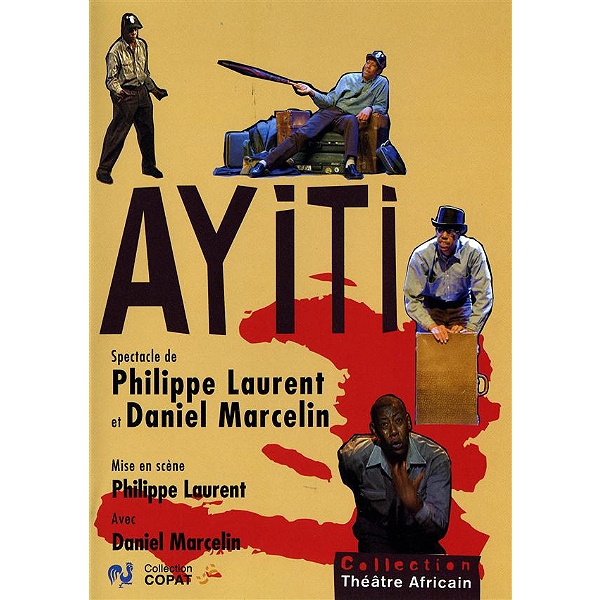 AYiTi
Spectacle de
Philippe Laurent
et Daniel Marcelin
Mise en scène
Philippe Laurent
Avec
Daniel Marcelin
Collection
COPAT
Collection
Théâtre Africain